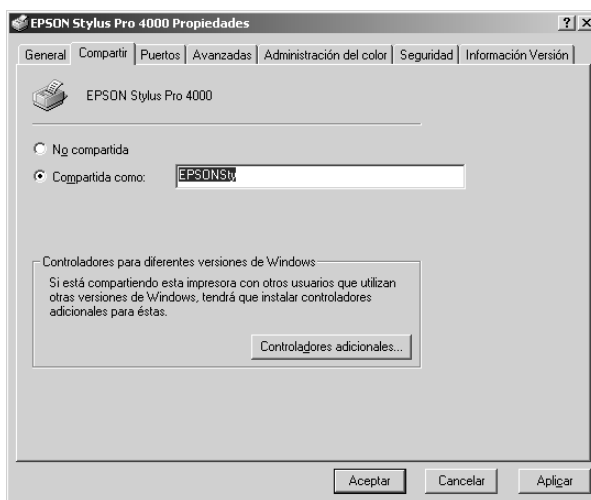 EPSON Stylus Pro 4000 Propiedades
General Compartir Puertos Avanzadas Administración del color Seguridad Información Versión
EPSON Stylus Pro 4000
No compartida
Compartida como: EPSONSty
Controladores para diferentes versiones de Windows
Si está compartiendo esta impresora con otros usuarios que utilizan
otras versiones de Windows, tendrá que instalar controladores
adicionales para éstas.
Controladores adicionales...
Aceptar Cancelar Aplicar